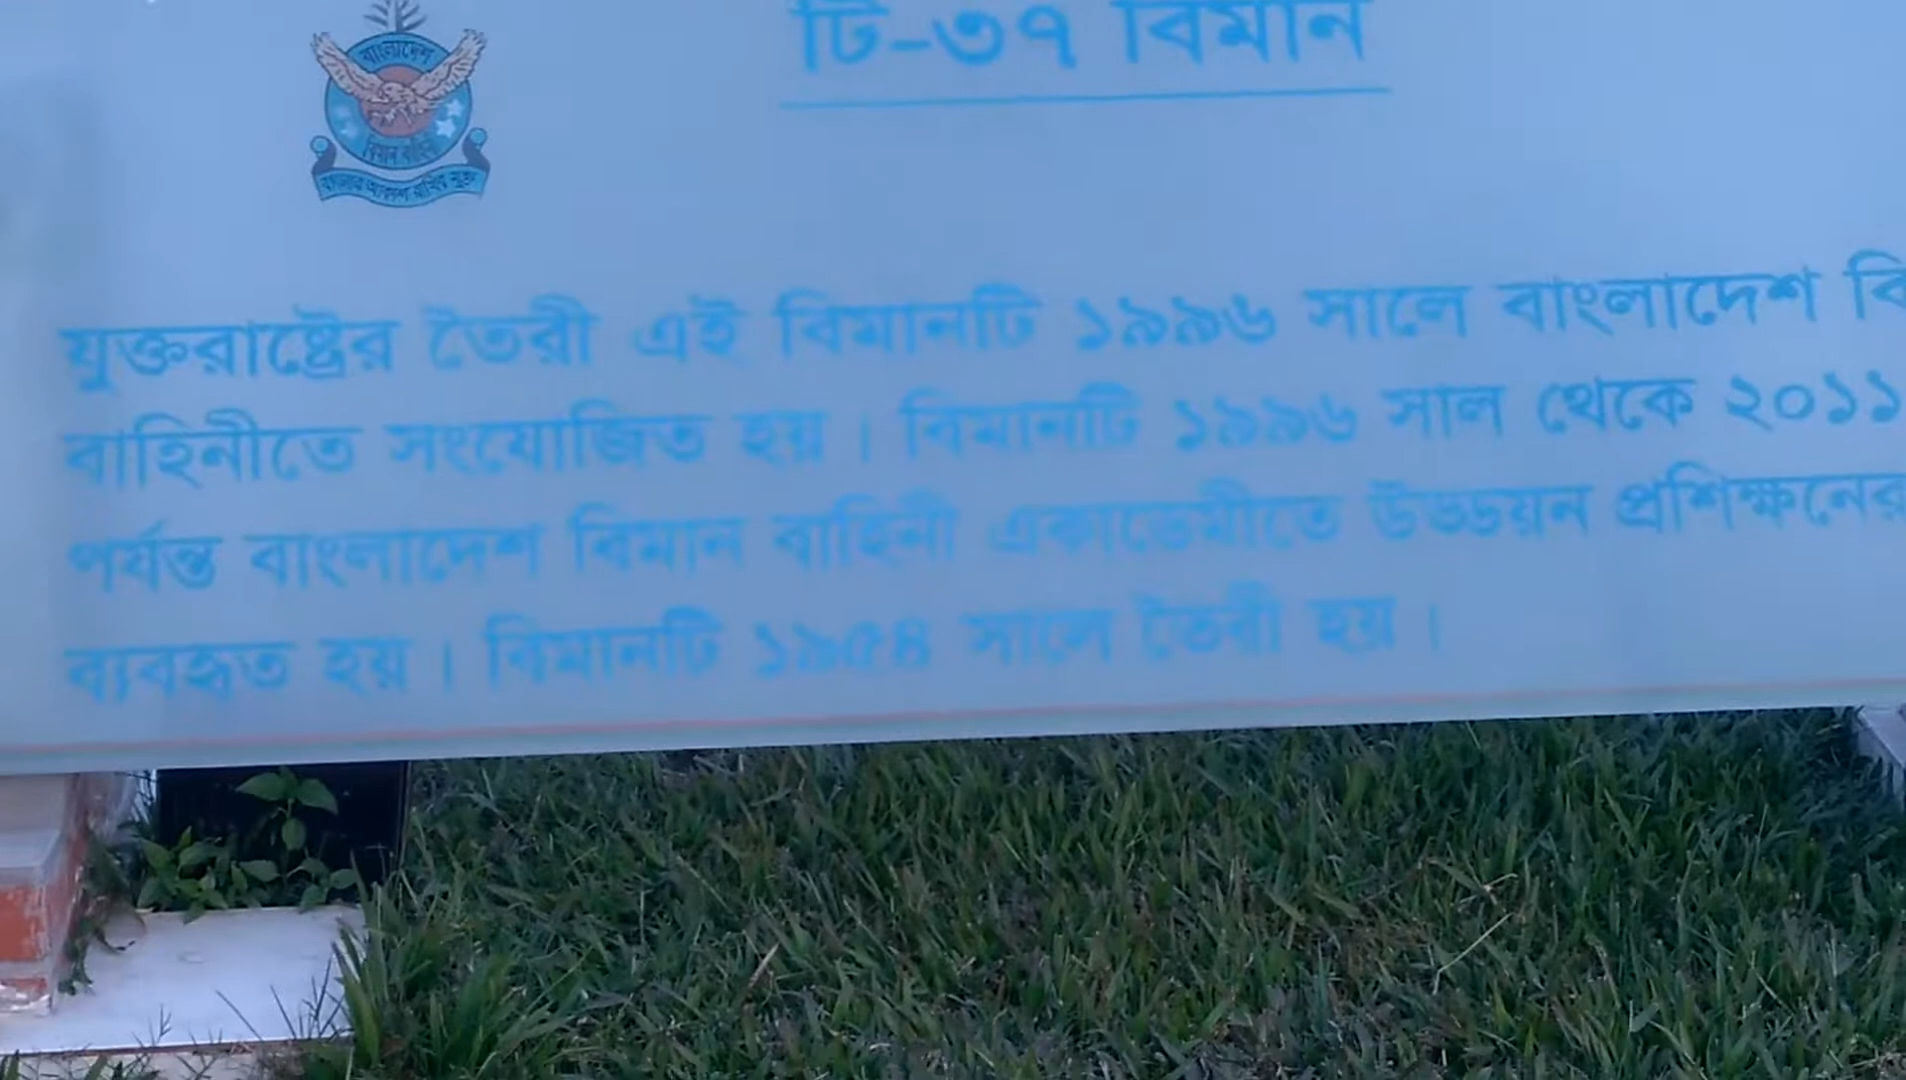 টি-৩৭ বিমান
বাংলাদেশ
বিমান বাহিনী
বাংলার আকাশ রাখিব মুক্ত
যুক্তরাষ্ট্রের তৈরী এই বিমানটি ১৯৯৬ সালে বাংলাদেশ বি
বাহিনীতে সংযোজিত হয় । বিমানটি ১৯৯৬ সাল থেকে ২০১১
পর্যন্ত বাংলাদেশ বিমান বাহিনী একাডেমীতে উড্ডয়ন প্রশিক্ষনের
ব্যবহৃত হয় । বিমানটি ১৯৫৪ সালে তৈরী হয় ।